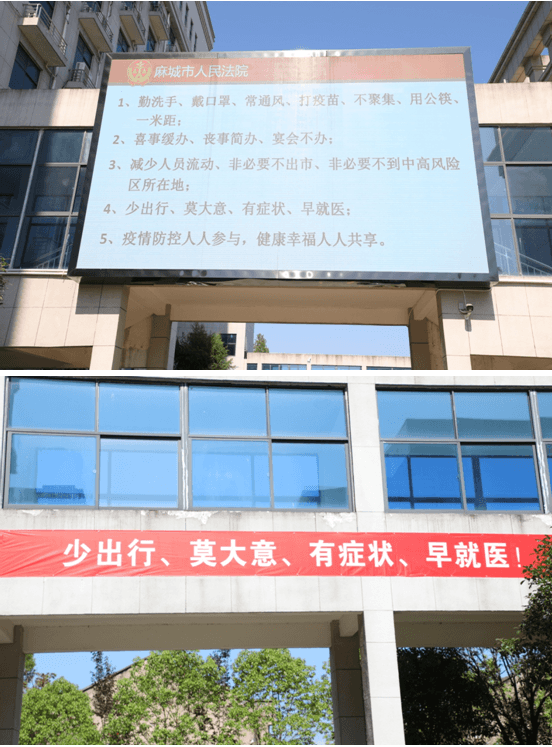 麻城市人民法院
1、勤洗手、戴口罩、常通风、打疫苗、不聚集、用公筷、
一米距；
2、喜事缓办、丧事简办、宴会不办；
3、减少人员流动、非必要不出市、非必要不到中高风险
区所在地；
4、少出行、莫大意、有症状、早就医；
5、疫情防控人人参与，健康幸福人人共享。
少出行、莫大意、有症状、早就医！